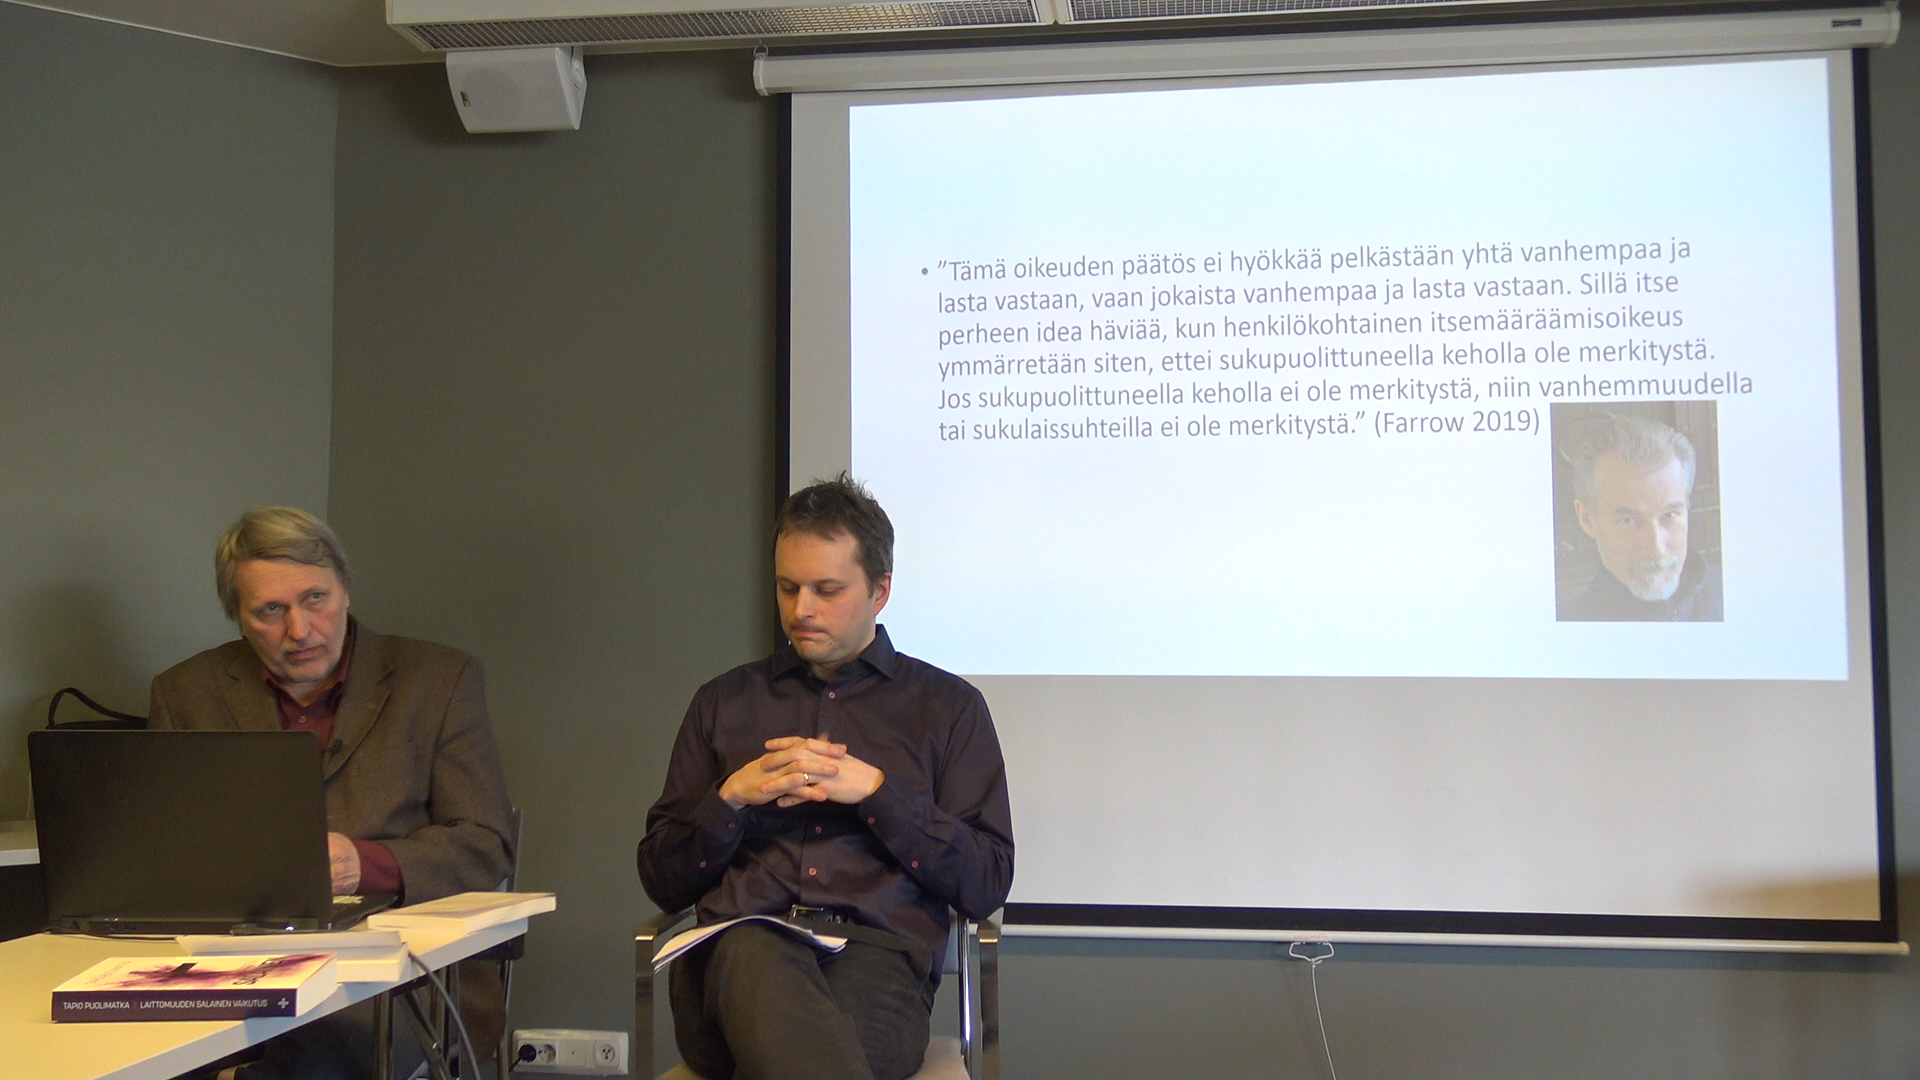 • ”Tämä oikeuden päätös ei hyökkää pelkästään yhtä vanhempaa ja
lasta vastaan, vaan jokaista vanhempaa ja lasta vastaan. Sillä itse
perheen idea häviää, kun henkilökohtainen itsemääräämisoikeus
ymmärretään siten, ettei sukupuolittuneella keholla ole merkitystä.
Jos sukupuolittuneella keholla ei ole merkitystä, niin vanhemmuudella
tai sukulaissuhteilla ei ole merkitystä.” (Farrow 2019)
TAPIO PUOLIMATKA | LAITTOMUUDEN SALAINEN VAIKUTUS